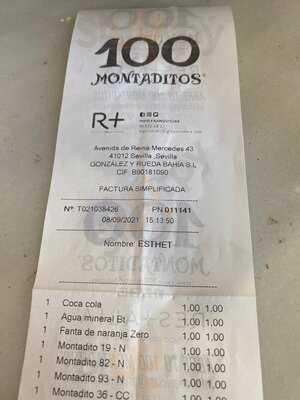 100
MONTADITOS
R+
Avenida de Reina Mercedes 43
41012 Sevilla ,Sevilla
GONZÁLEZ Y RUEDA BAHÍA S.L
CIF B90181090
FACTURA SIMPLIFICADA
Nº T021038426 PN 011141
08/09/2021 15:13:50
Nombre: ESTHET
1 Coca cola 1,00 1,00
1 Agua mineral Bt 1,00 1,00
1 Fanta de naranja Zero 1,00 1,00
1 Montadito 19 - N 1,00 1,00
1 Montadito 82 - N 1,00 1,00
1 Montadito 93 - N 1,00 1,00
1 Montadito 36 - CC 1,00 1,00